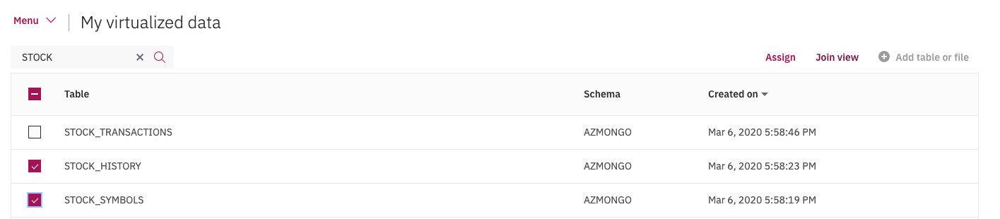 Menu My virtualized data
STOCK
Assign Join view Add table or file
Table Schema Created on
STOCK_TRANSACTIONS AZMONGO Mar 6, 2020 5:58:46 PM
STOCK_HISTORY AZMONGO Mar 6, 2020 5:58:23 PM
STOCK_SYMBOLS AZMONGO Mar 6, 2020 5:58:19 PM